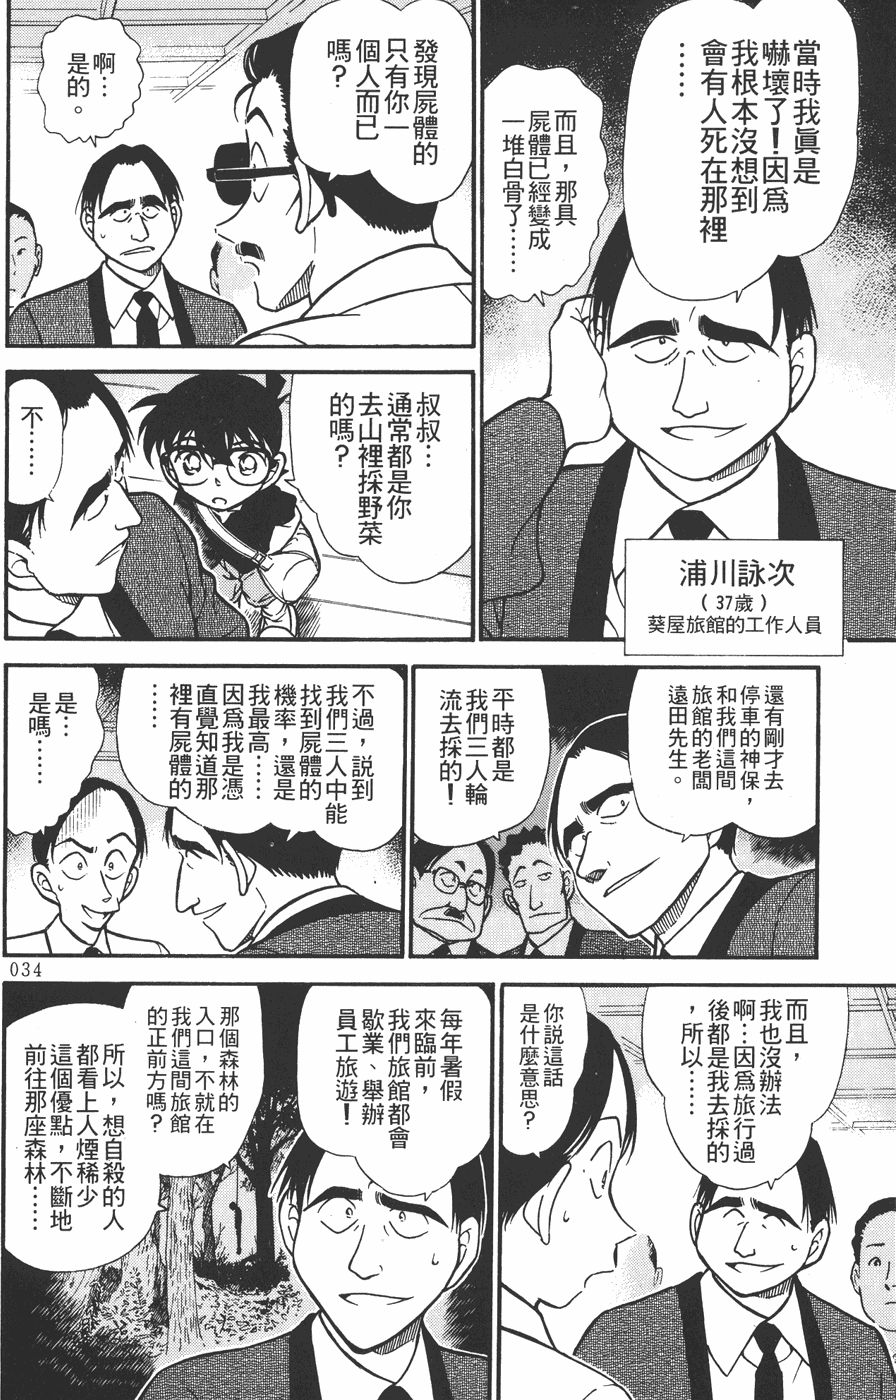 當時我真是
嚇壞了!因為
我根本沒想到
會有人死在那裡
……
而且，那具
屍體已經變成
一堆白骨了……
浦川詠次
(37歲)
葵屋旅館的工作人員
發現屍體的
只有你一
個人而已
嗎?
啊…
是的。
叔叔…
通常都是你
去山裡採野菜
的嗎?
不……
還有剛才去
停車的神保，
和我們這間
旅館的老闆
遠田先生。
平時都是
我們三人輪
流去採的!
不過，説到
我們三人中能
找到屍體的
機率，還是
我最高……
因為我是憑
直覺知道那
裡有屍體的
……
是…
是嗎……
而且，
我也沒辦法
啊…因為旅行過
後都是我去採的
，所以……
你説這話
是什麼意思?
每年暑假
來臨前，
我們旅館都會
歇業、舉辦
員工旅遊!
那個森林的
入口，不就在
我們這間旅館
的正前方嗎?
所以，想自殺的人
都看上人煙稀少
這個優點，不斷地
前往那座森林……
034